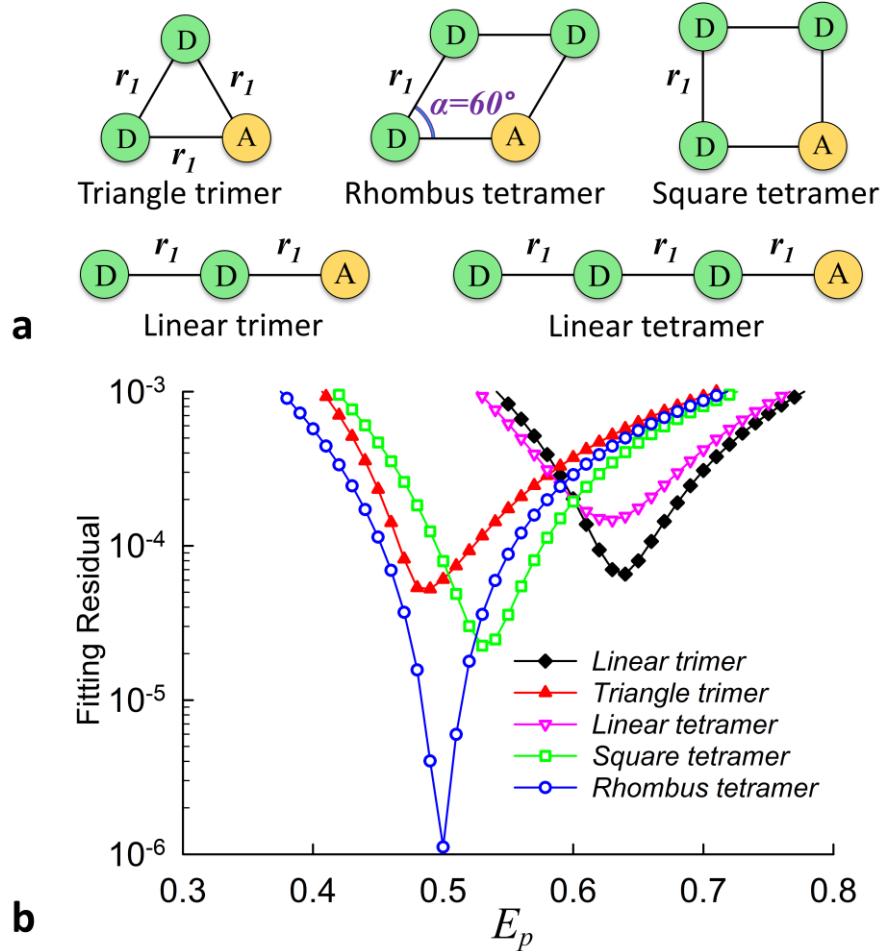 D D D D D
r1 r1 r1 r1
α=60°
D A D A D A
r1
Triangle trimer Rhombus tetramer Square tetramer
r1 r1 r1 r1 r1
D D A D D D A
Linear trimer Linear tetramer
a
10-3
10-4
10-5
10-6
Fitting Residual
Linear trimer
Triangle trimer
Linear tetramer
Square tetramer
Rhombus tetramer
0.3 0.4 0.5 0.6 0.7 0.8
Ep
b